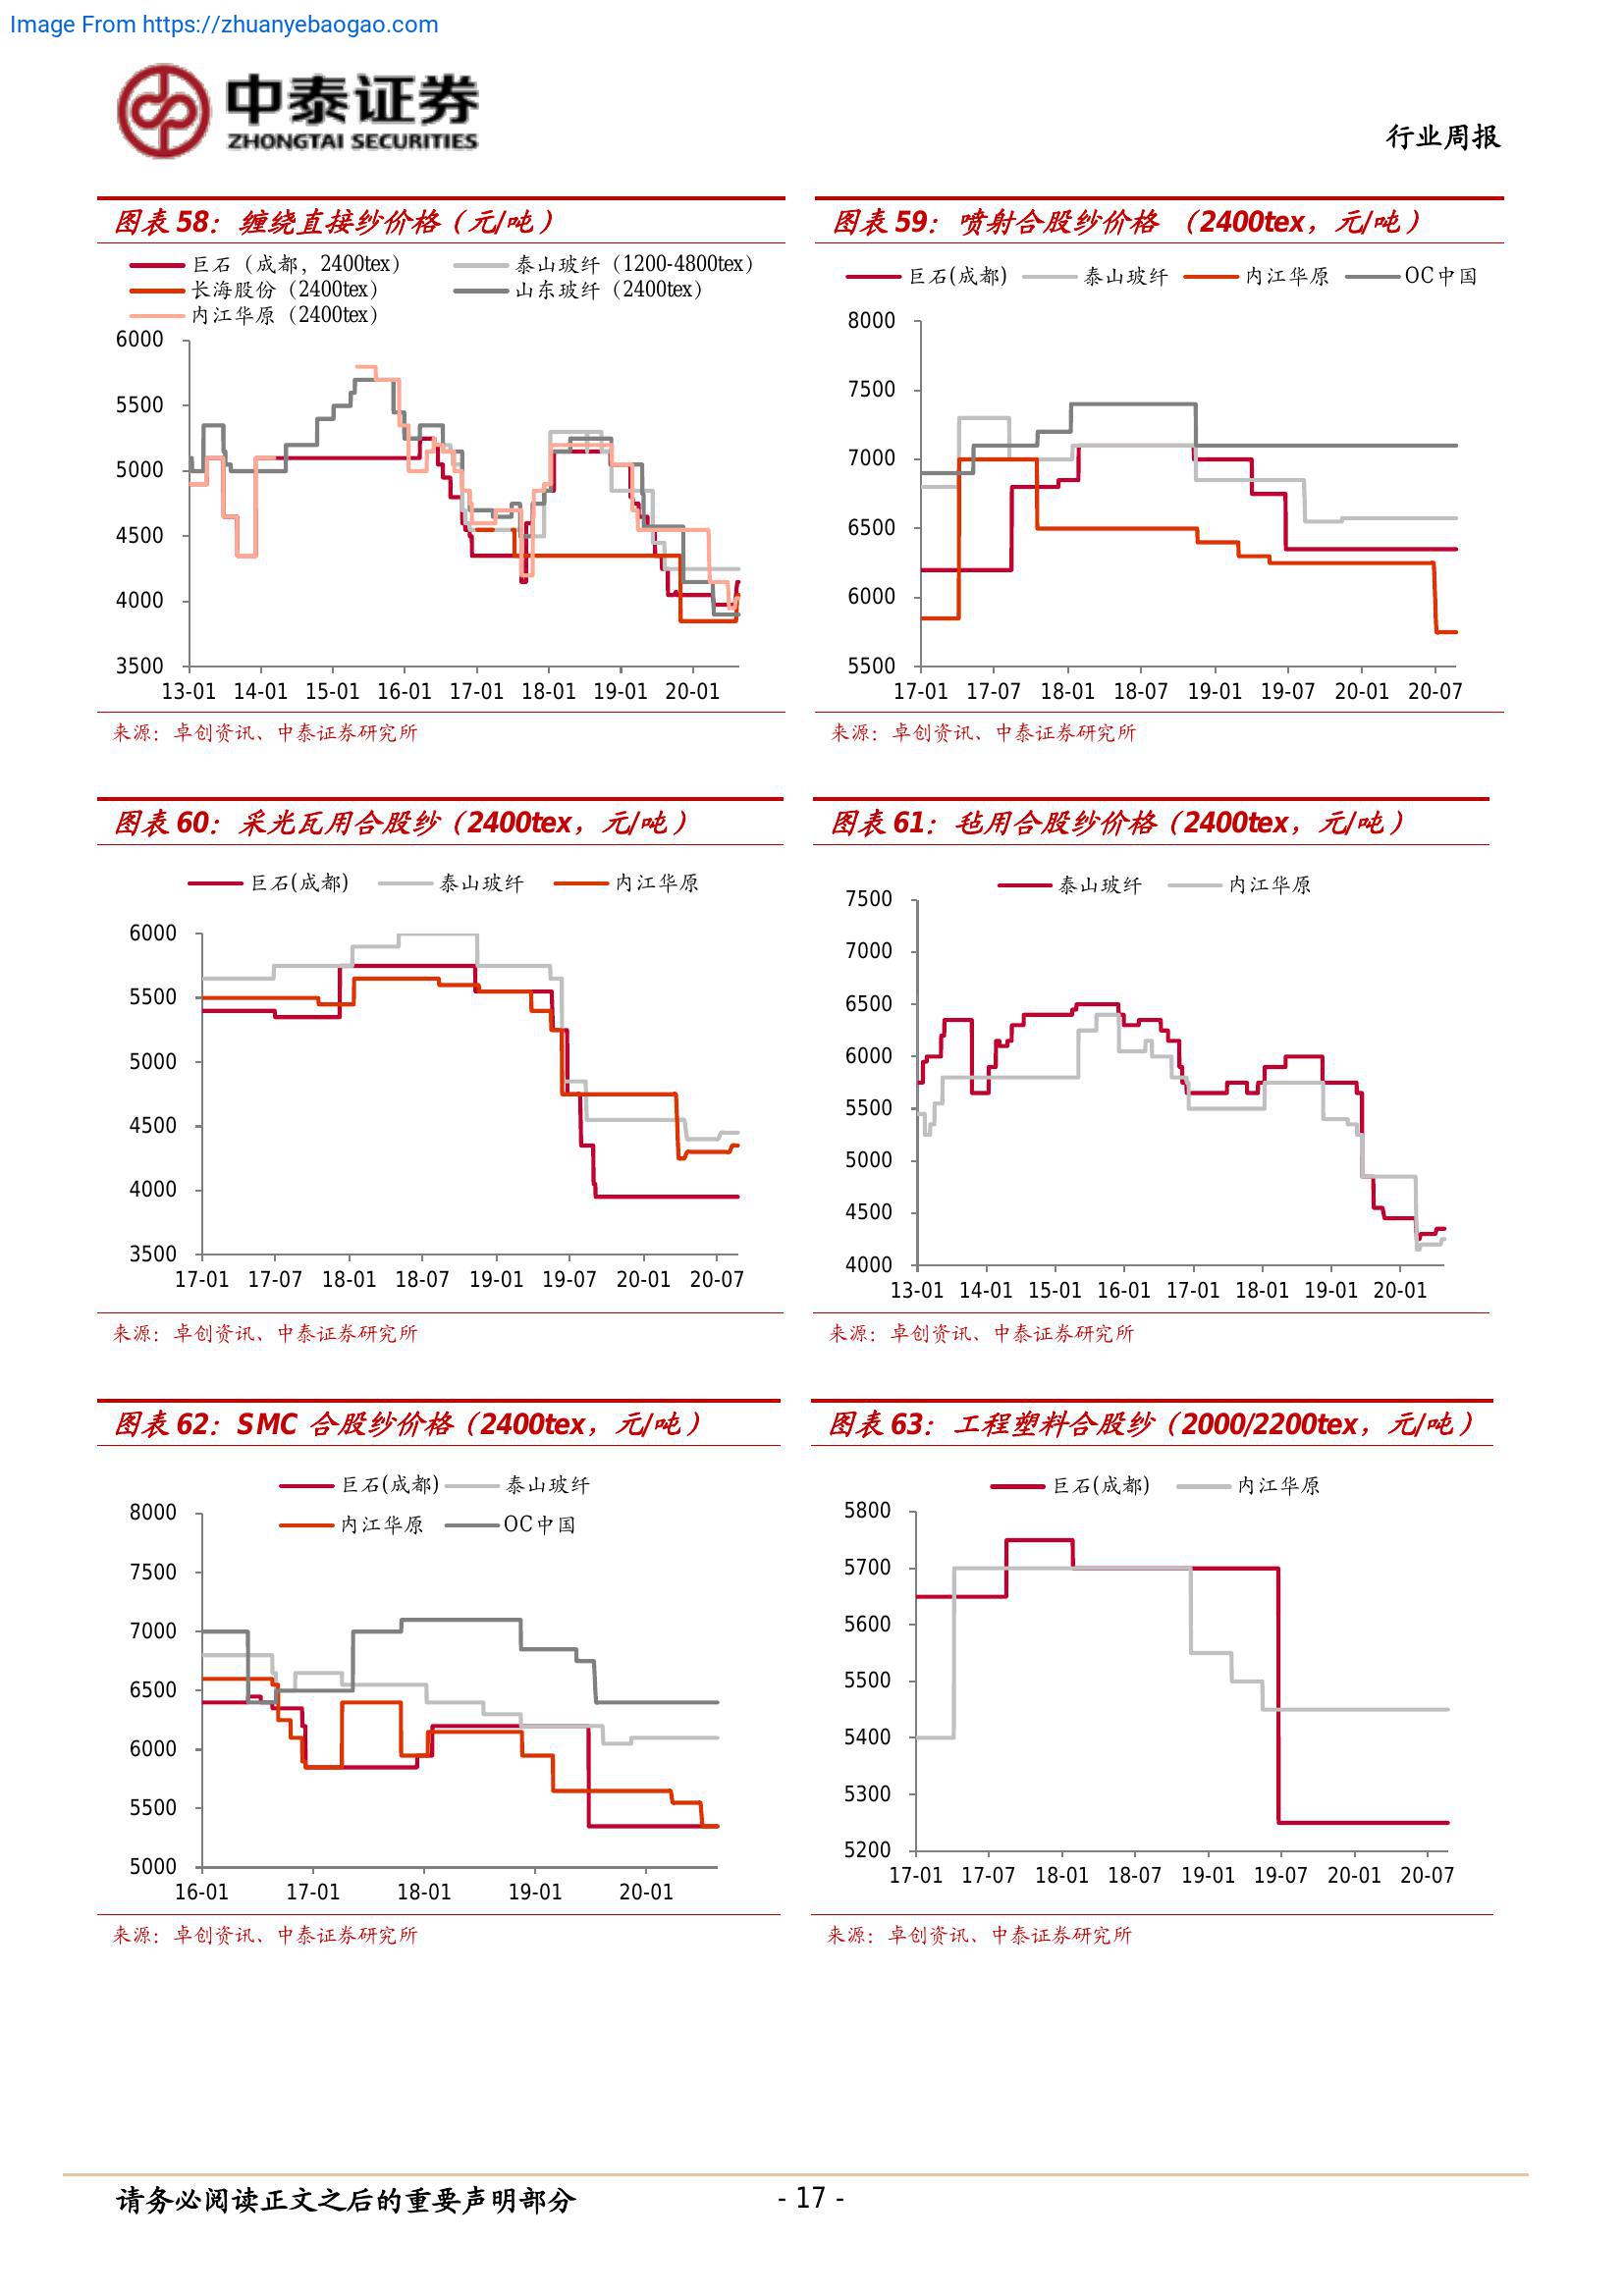 Image From https://zhuanyebaogao.com
中泰证券
ZHONGTAI SECURITIES
行业周报
图表 58：缠绕直接纱价格（元/吨）
巨石（成都，2400tex） 泰山玻纤（1200-4800tex）
长海股份（2400tex） 山东玻纤（2400tex）
内江华原（2400tex）
6000
5500
5000
4500
4000
3500
13-01 14-01 15-01 16-01 17-01 18-01 19-01 20-01
来源：卓创资讯、中泰证券研究所
图表 59：喷射合股纱价格 （2400tex，元/吨）
巨石(成都) 泰山玻纤 内江华原 OC中国
8000
7500
7000
6500
6000
5500
17-01 17-07 18-01 18-07 19-01 19-07 20-01 20-07
来源：卓创资讯、中泰证券研究所
图表 60：采光瓦用合股纱（2400tex，元/吨）
巨石(成都) 泰山玻纤 内江华原
6000
5500
5000
4500
4000
3500
17-01 17-07 18-01 18-07 19-01 19-07 20-01 20-07
来源：卓创资讯、中泰证券研究所
图表 61：毡用合股纱价格（2400tex，元/吨）
泰山玻纤 内江华原
7500
7000
6500
6000
5500
5000
4500
4000
13-01 14-01 15-01 16-01 17-01 18-01 19-01 20-01
来源：卓创资讯、中泰证券研究所
图表 62：SMC 合股纱价格（2400tex，元/吨）
巨石(成都) 泰山玻纤
内江华原 OC中国
8000
7500
7000
6500
6000
5500
5000
16-01 17-01 18-01 19-01 20-01
来源：卓创资讯、中泰证券研究所
图表 63：工程塑料合股纱（2000/2200tex，元/吨）
巨石(成都) 内江华原
5800
5700
5600
5500
5400
5300
5200
17-01 17-07 18-01 18-07 19-01 19-07 20-01 20-07
来源：卓创资讯、中泰证券研究所
请务必阅读正文之后的重要声明部分
- 17 -